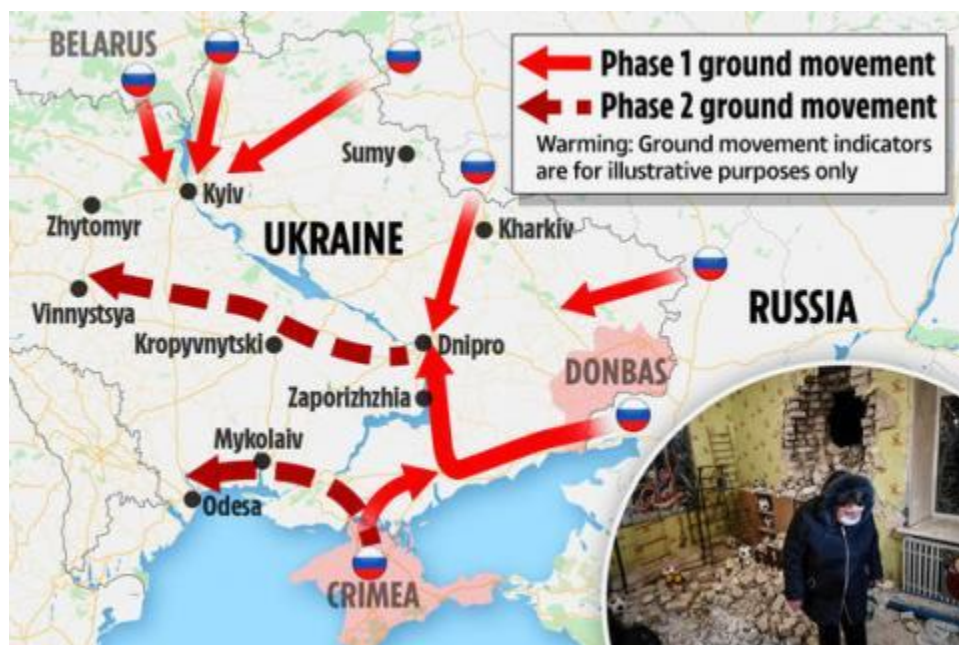 BELARUS
Phase 1 ground movement
Phase 2 ground movement
Warming: Ground movement indicators
are for illustrative purposes only
Sumy
Kyiv
Zhytomyr
UKRAINE
Kharkiv
Vinnystsya
RUSSIA
Kropyvnytski
Dnipro
DONBAS
Zaporizhzhia
Mykolaiv
Odesa
CRIMEA